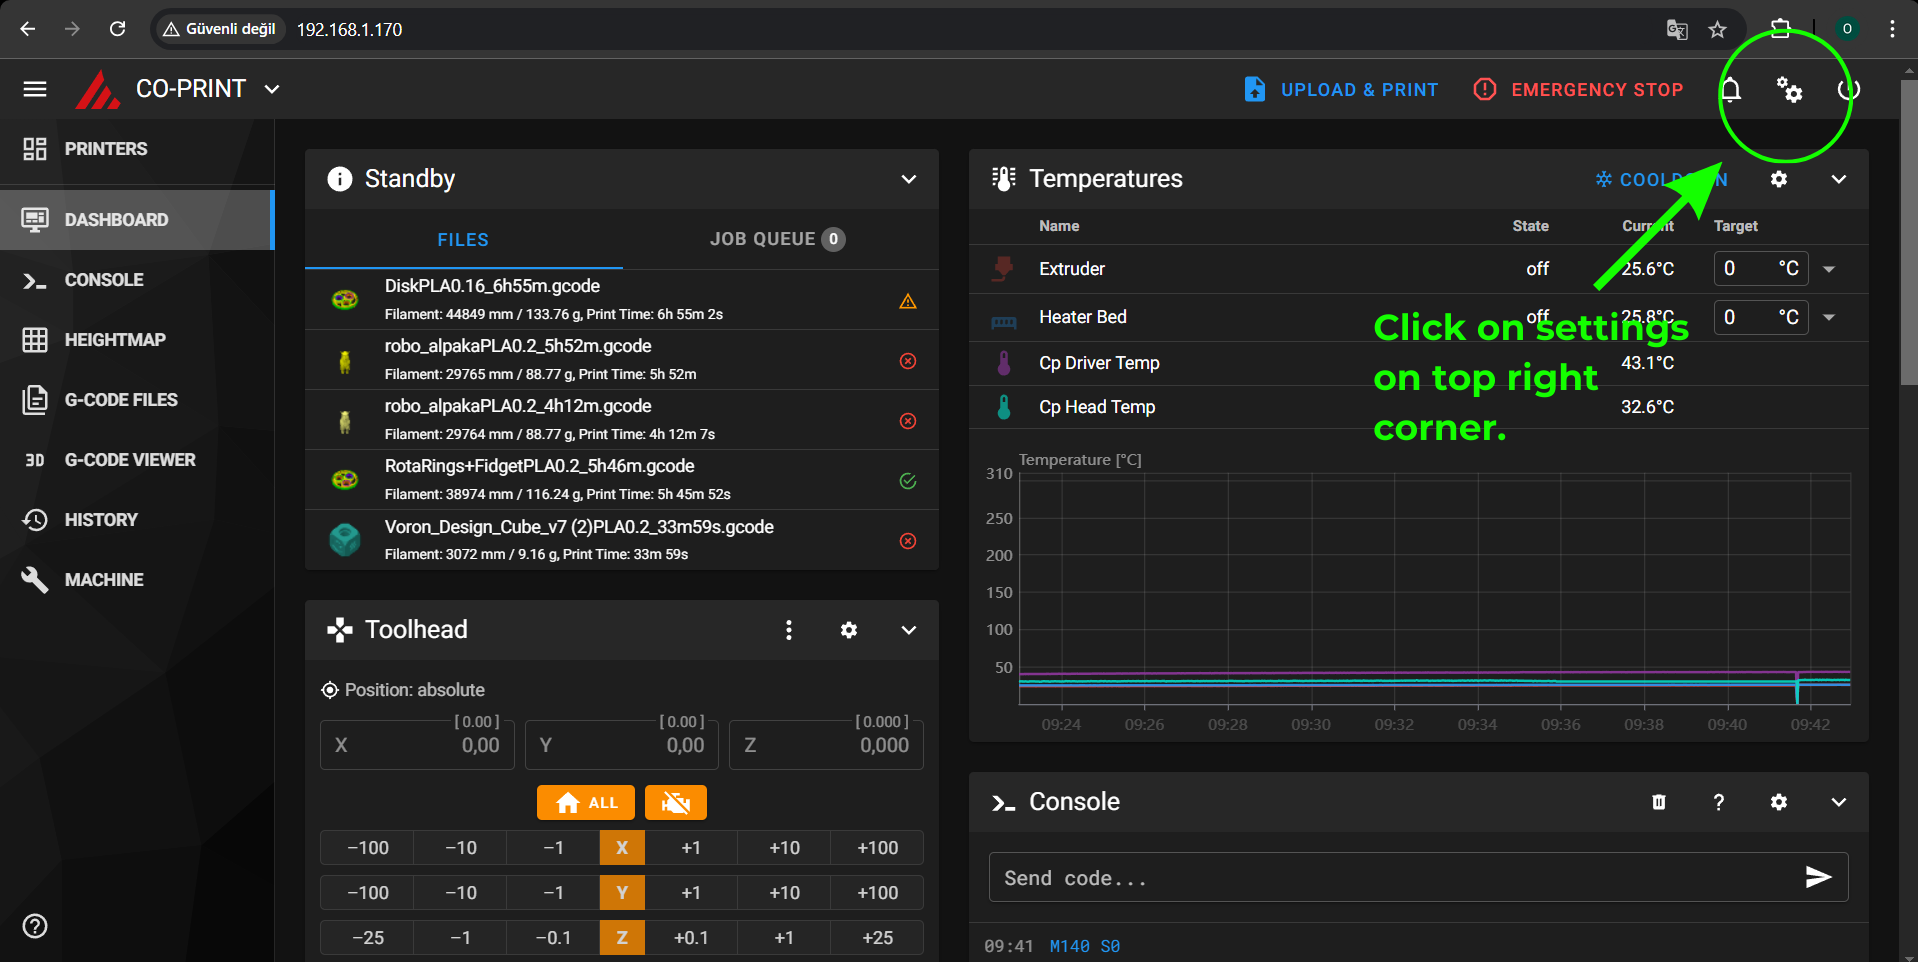 Güvenli değil 192.168.1.170 O
CO-PRINT UPLOAD & PRINT EMERGENCY STOP
PRINTERS
DASHBOARD
CONSOLE
HEIGHTMAP
G-CODE FILES
3D G-CODE VIEWER
HISTORY
MACHINE
Standby
FILES JOB QUEUE 0
DiskPLA0.16_6h55m.gcode
Filament: 44849 mm / 133.76 g, Print Time: 6h 55m 2s
robo_alpakaPLA0.2_5h52m.gcode
Filament: 29765 mm / 88.77 g, Print Time: 5h 52m
robo_alpakaPLA0.2_4h12m.gcode
Filament: 29764 mm / 88.77 g, Print Time: 4h 12m 7s
RotaRings+FidgetPLA0.2_5h46m.gcode
Filament: 38974 mm / 116.24 g, Print Time: 5h 45m 52s
Voron_Design_Cube_v7 (2)PLA0.2_33m59s.gcode
Filament: 3072 mm / 9.16 g, Print Time: 33m 59s
Toolhead
Position: absolute
[ 0.00 ] [ 0.00 ] [ 0.000 ]
X 0,00 Y 0,00 Z 0,000
ALL
−100 −10 −1 X +1 +10 +100
−100 −10 −1 Y +1 +10 +100
−25 −1 −0.1 Z +0.1 +1 +25
Temperatures COOLDOWN
Name State Current Target
Extruder off 25.6°C 0 °C
Heater Bed off 25.8°C 0 °C
Cp Driver Temp 43.1°C
Cp Head Temp 32.6°C
Click on settings
on top right
corner.
Temperature [°C]
310
250
200
150
100
50
09:24 09:26 09:28 09:30 09:32 09:34 09:36 09:38 09:40 09:42
Console ?
Send code...
09:41 M140 S0